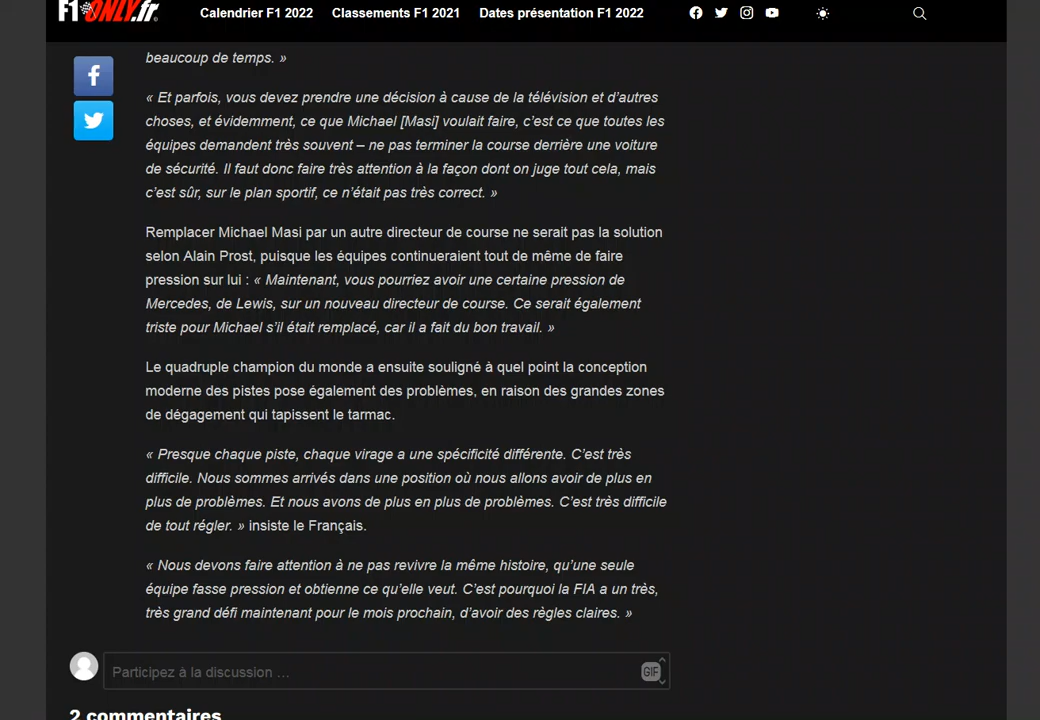 F1ONLY.fr
Calendrier F1 2022 Classements F1 2021 Dates présentation F1 2022
beaucoup de temps. »
« Et parfois, vous devez prendre une décision à cause de la télévision et d’autres
choses, et évidemment, ce que Michael [Masi] voulait faire, c’est ce que toutes les
équipes demandent très souvent – ne pas terminer la course derrière une voiture
de sécurité. Il faut donc faire très attention à la façon dont on juge tout cela, mais
c’est sûr, sur le plan sportif, ce n’était pas très correct. »
Remplacer Michael Masi par un autre directeur de course ne serait pas la solution
selon Alain Prost, puisque les équipes continueraient tout de même de faire
pression sur lui : « Maintenant, vous pourriez avoir une certaine pression de
Mercedes, de Lewis, sur un nouveau directeur de course. Ce serait également
triste pour Michael s’il était remplacé, car il a fait du bon travail. »
Le quadruple champion du monde a ensuite souligné à quel point la conception
moderne des pistes pose également des problèmes, en raison des grandes zones
de dégagement qui tapissent le tarmac.
« Presque chaque piste, chaque virage a une spécificité différente. C’est très
difficile. Nous sommes arrivés dans une position où nous allons avoir de plus en
plus de problèmes. Et nous avons de plus en plus de problèmes. C’est très difficile
de tout régler. » insiste le Français.
« Nous devons faire attention à ne pas revivre la même histoire, qu’une seule
équipe fasse pression et obtienne ce qu’elle veut. C’est pourquoi la FIA a un très,
très grand défi maintenant pour le mois prochain, d’avoir des règles claires. »
Participez à la discussion ...
GIF
2 commentaires